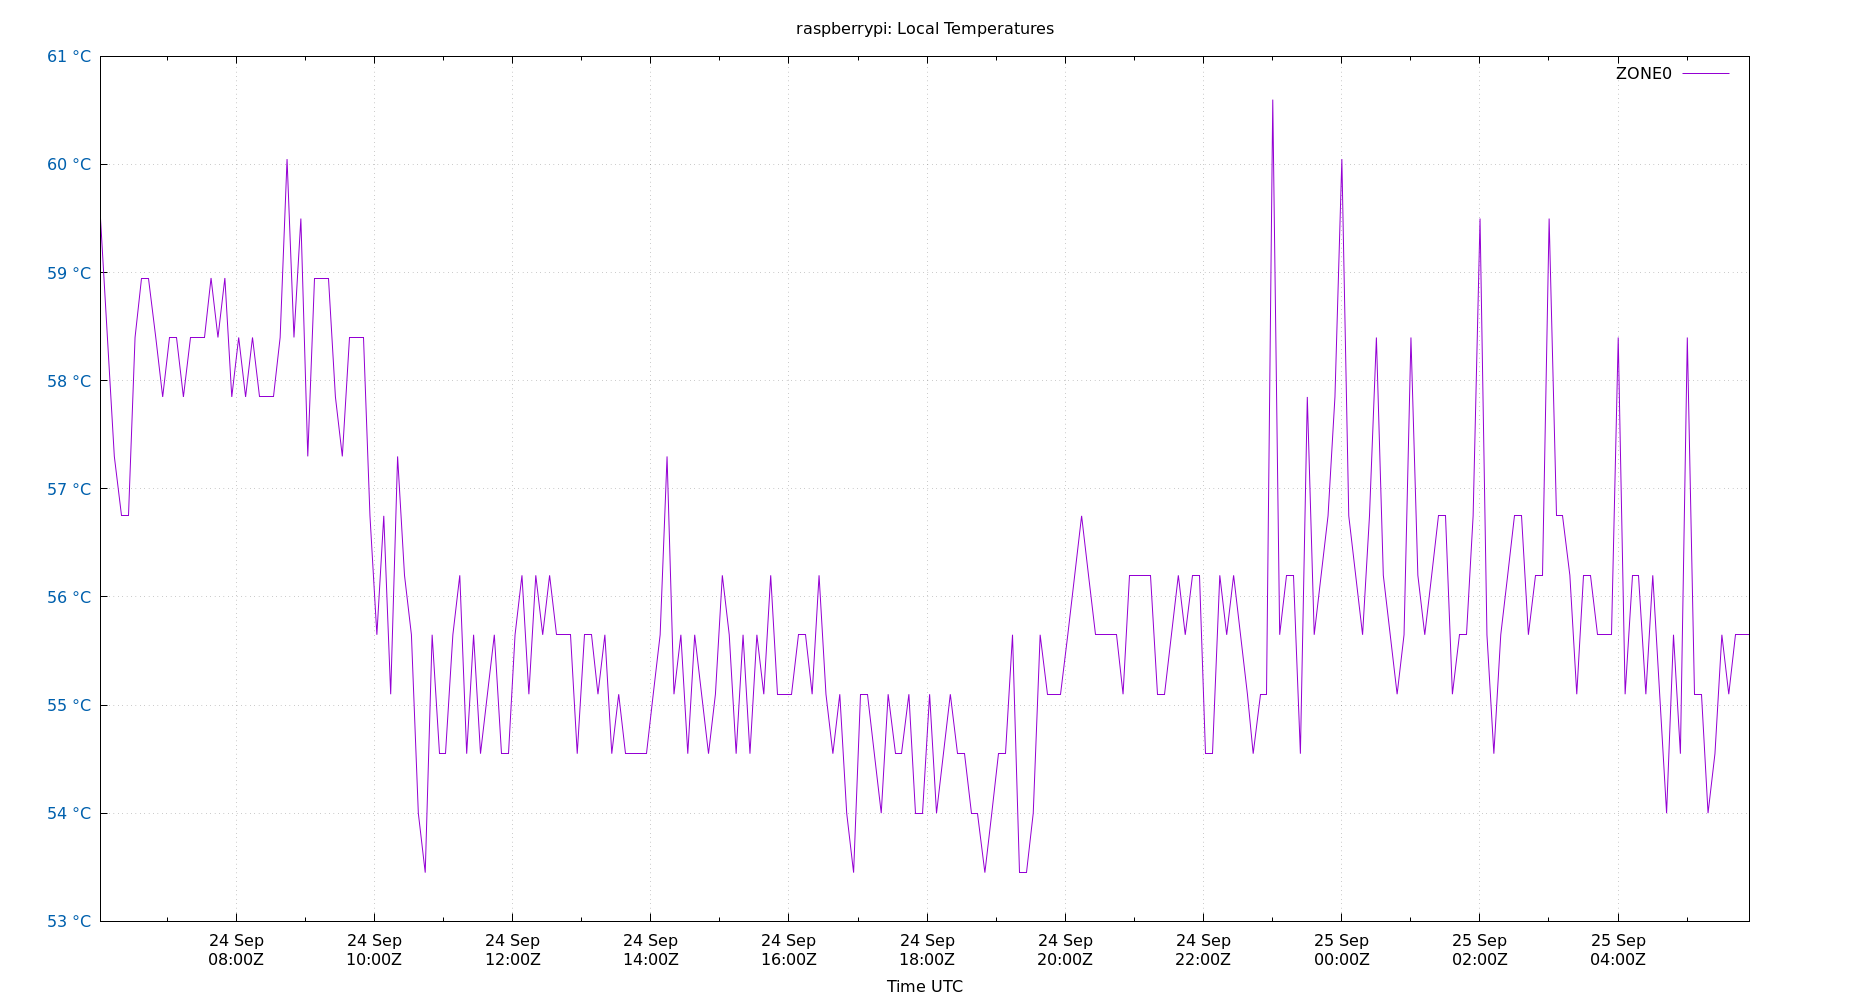 raspberrypi: Local Temperatures
61 °C
ZONE0
60 °C
59 °C
58 °C
57 °C
56 °C
55 °C
54 °C
53 °C
24 Sep 24 Sep 24 Sep 24 Sep 24 Sep 24 Sep 24 Sep 24 Sep 25 Sep 25 Sep 25 Sep
08:00Z 10:00Z 12:00Z 14:00Z 16:00Z 18:00Z 20:00Z 22:00Z 00:00Z 02:00Z 04:00Z
Time UTC